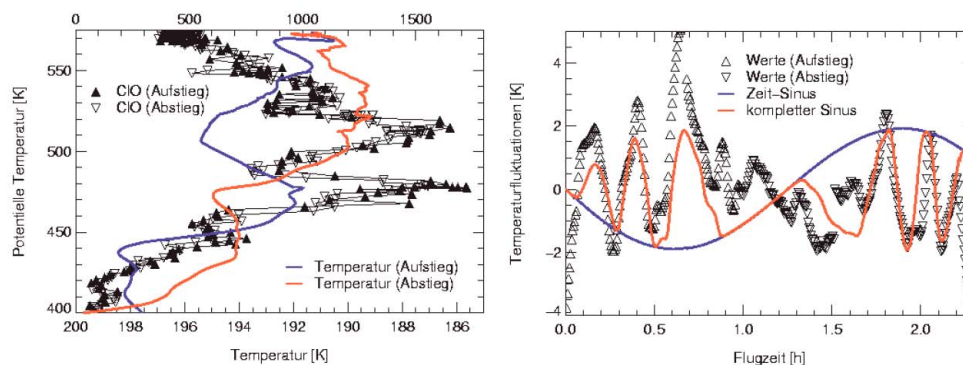 0 500 1000 1500
Potentielle Temperatur [K]
550
500
450
400
ClO (Aufstieg)
ClO (Abstieg)
Temperatur (Aufstieg)
Temperatur (Abstieg)
200 198 196 194 192 190 188 186
Temperatur [K]
Temperaturfluktuationen [K]
4
2
0
-2
-4
Werte (Aufstieg)
Werte (Abstieg)
Zeit-Sinus
kompletter Sinus
0.0 0.5 1.0 1.5 2.0
Flugzeit [h]